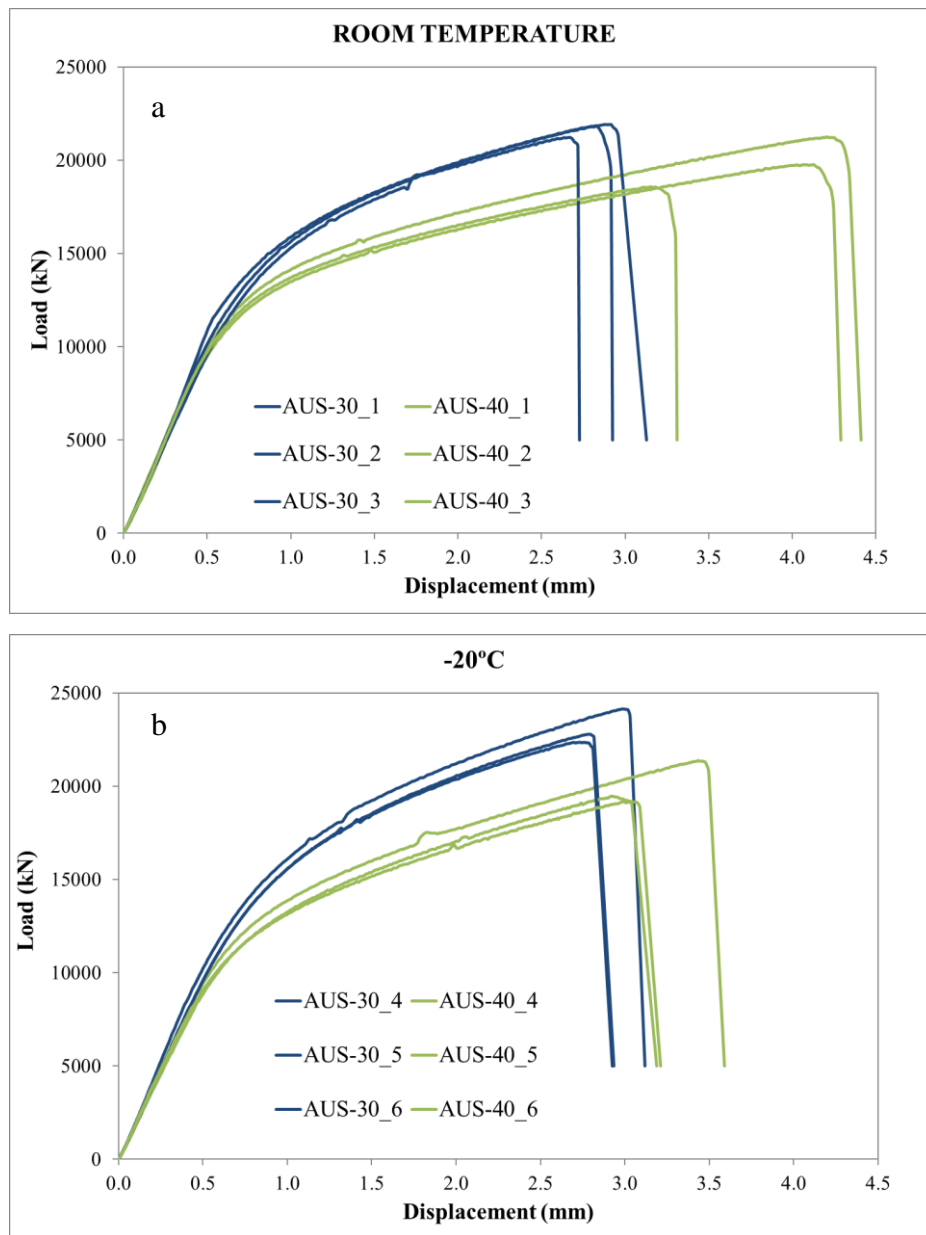 ROOM TEMPERATURE
25000
a
20000
15000
Load (kN)
10000
AUS-30_1 AUS-40_1
AUS-30_2 AUS-40_2
5000
AUS-30_3 AUS-40_3
0
0.0 0.5 1.0 1.5 2.0 2.5 3.0 3.5 4.0 4.5
Displacement (mm)
-20ºC
25000
b
20000
15000
Load (kN)
10000
AUS-30_4 AUS-40_4
AUS-30_5 AUS-40_5
5000
AUS-30_6 AUS-40_6
0
0.0 0.5 1.0 1.5 2.0 2.5 3.0 3.5 4.0 4.5
Displacement (mm)